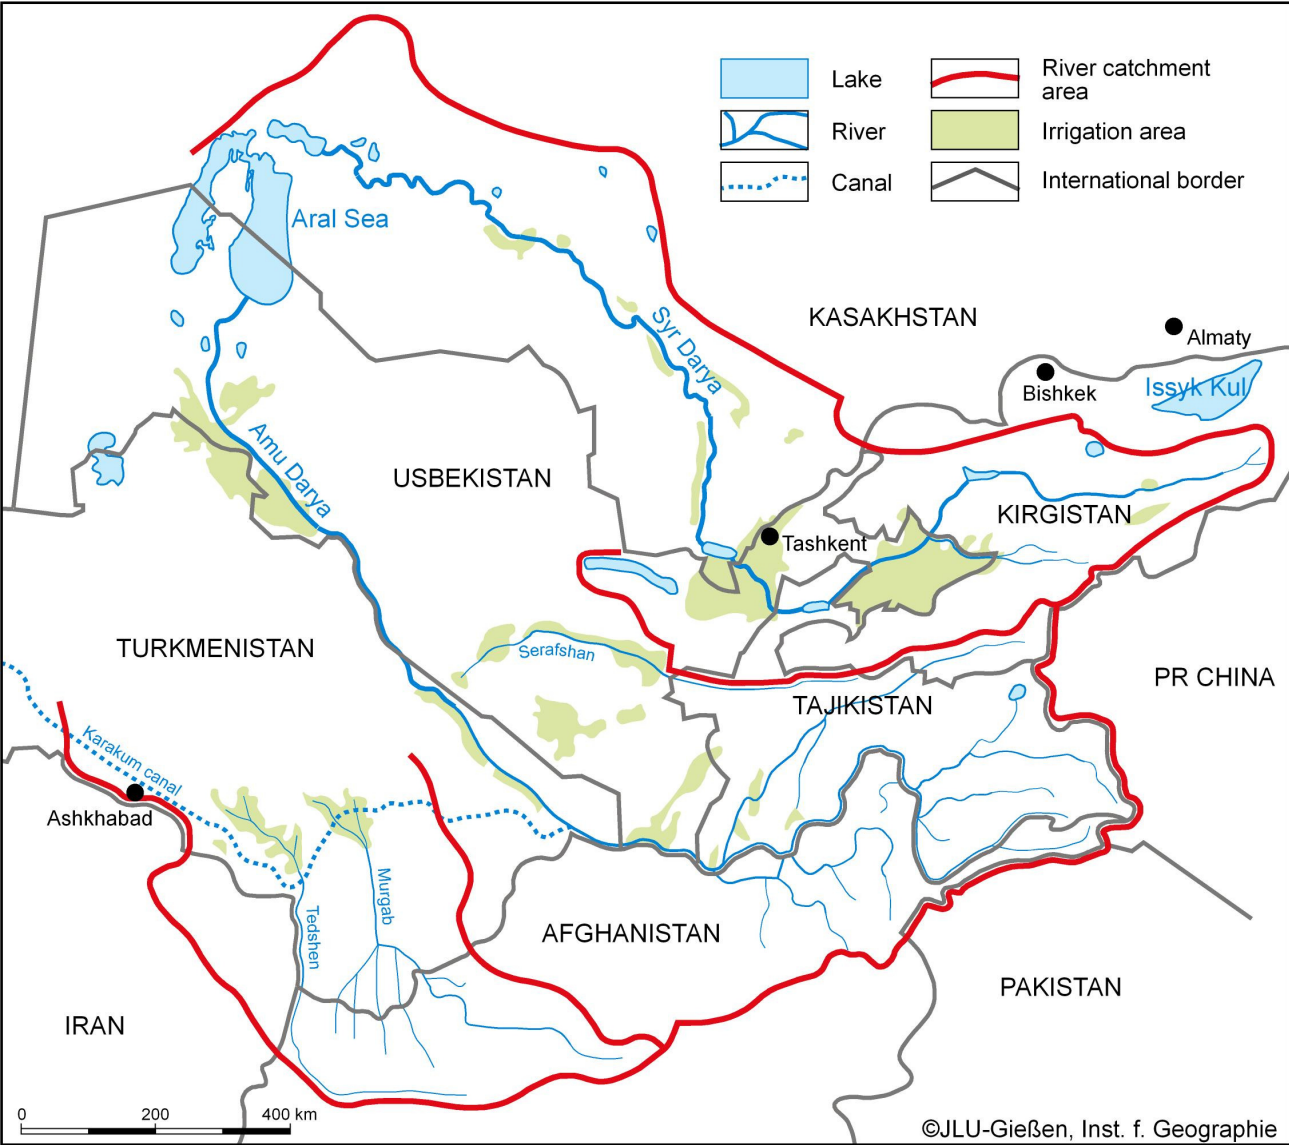 Lake
River catchment
area
River
Irrigation area
Canal
International border
Aral Sea
Syr Darya
KASAKHSTAN
Almaty
Bishkek
Issyk Kul
Amu Darya
USBEKISTAN
KIRGISTAN
Tashkent
TURKMENISTAN
Serafshan
PR CHINA
TAJIKISTAN
Karakum canal
Ashkhabad
Murgab
Tedshen
AFGHANISTAN
PAKISTAN
IRAN
0 200 400 km
©JLU-Gießen, Inst. f. Geographie